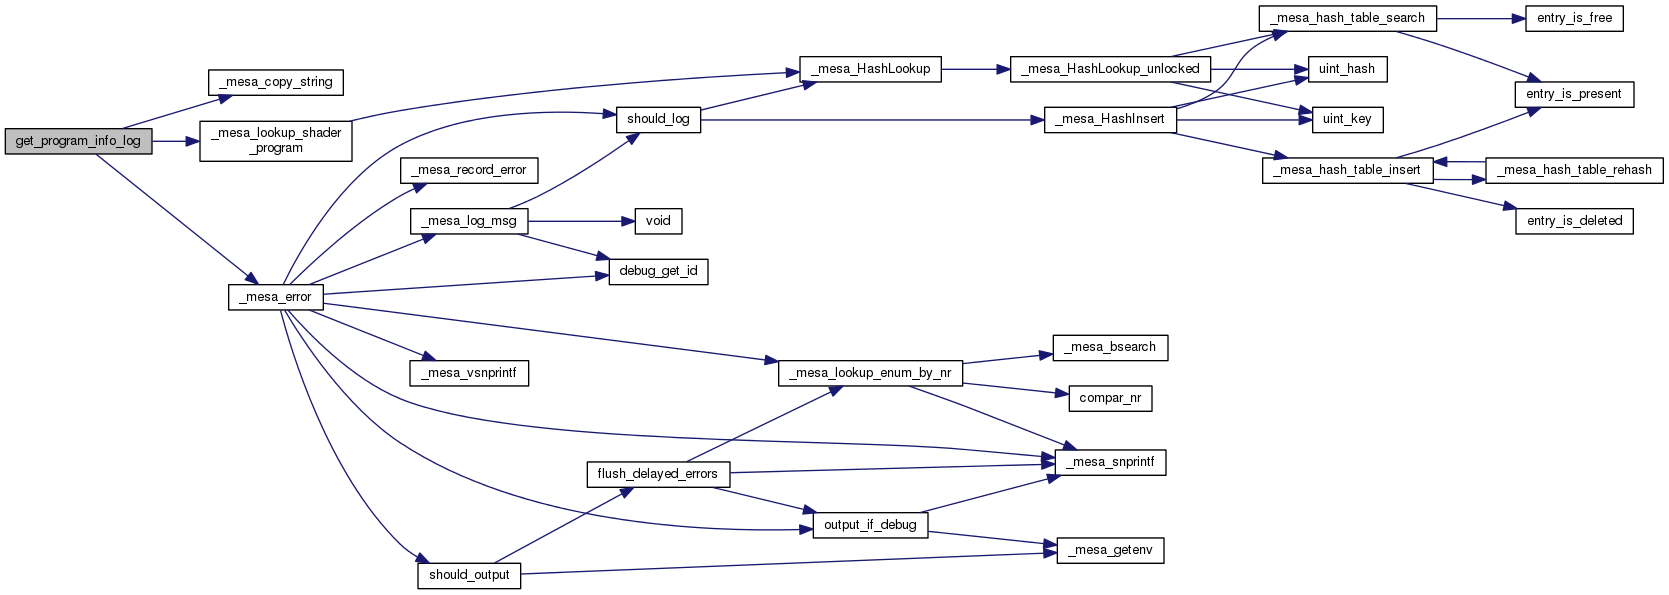 _mesa_hash_table_search
entry_is_free
_mesa_copy_string
_mesa_HashLookup
_mesa_HashLookup_unlocked
uint_hash
entry_is_present
get_program_info_log
_mesa_lookup_shader
_program
should_log
_mesa_HashInsert
uint_key
_mesa_record_error
_mesa_hash_table_insert
_mesa_hash_table_rehash
_mesa_log_msg
void
entry_is_deleted
debug_get_id
_mesa_error
_mesa_vsnprintf
_mesa_lookup_enum_by_nr
_mesa_bsearch
compar_nr
flush_delayed_errors
_mesa_snprintf
output_if_debug
_mesa_getenv
should_output